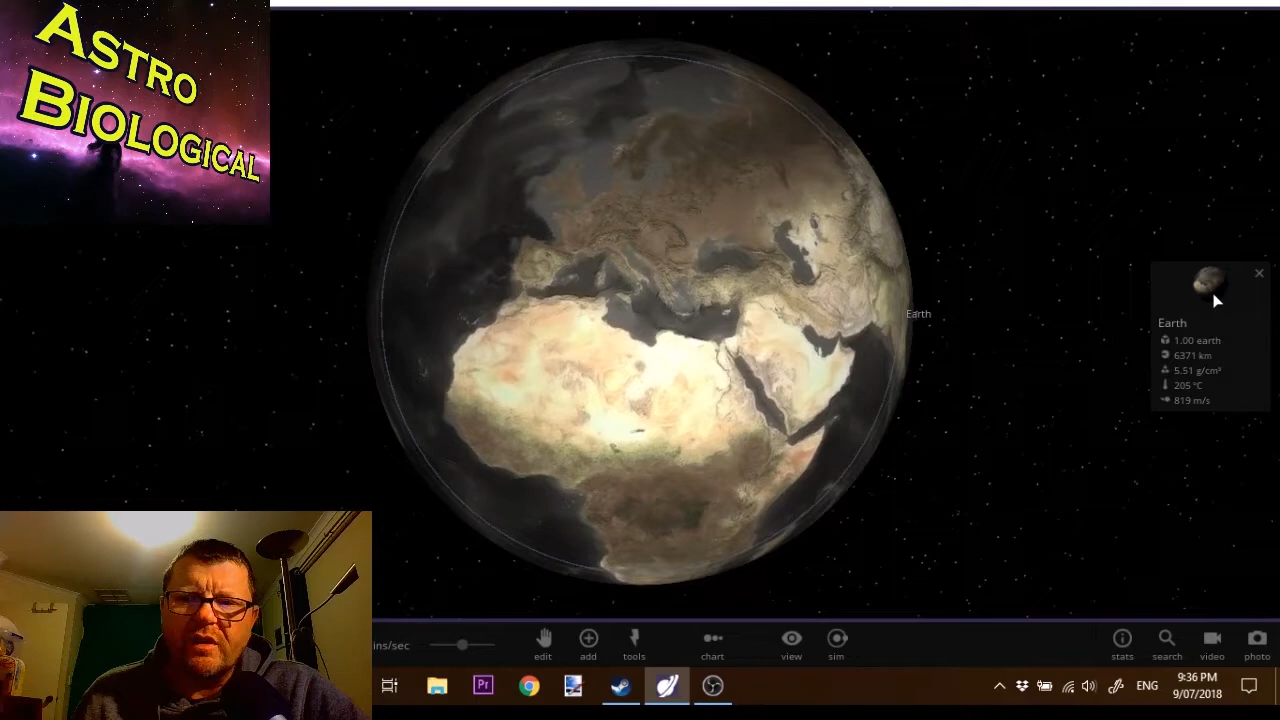 ASTRO
BIOLOGICAL
Earth
Earth
1.00 earth
6371 km
5.51 g/cm³
205 °C
819 m/s
ins/sec
edit
add
tools
chart
view
sim
stats
search
video
photo
Pr
ENG
9:36 PM
9/07/2018